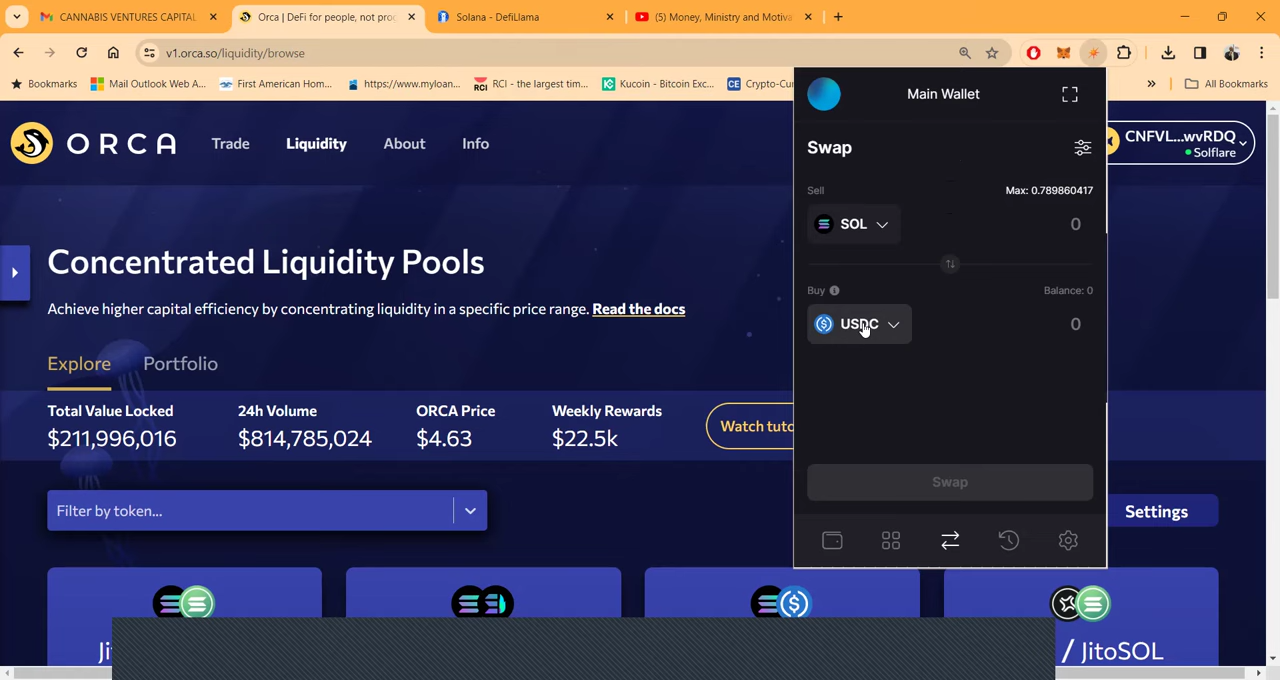 CANNABIS VENTURES CAPITAL
Orca | DeFi for people, not pro
Solana - DefiLlama
(5) Money, Ministry and Motiva
v1.orca.so/liquidity/browse
Bookmarks
Mail Outlook Web A...
First American Hom...
https://www.myloan...
RCI - the largest tim...
Kucoin - Bitcoin Exc...
Crypto-Cu
» All Bookmarks
ORCA
Trade
Liquidity
About
Info
CNFVL...wvRDQ
Solflare
Concentrated Liquidity Pools
Achieve higher capital efficiency by concentrating liquidity in a specific price range. Read the docs
Explore
Portfolio
Total Value Locked
$211,996,016
24h Volume
$814,785,024
ORCA Price
$4.63
Weekly Rewards
$22.5k
Watch tuto
Filter by token...
Settings
Main Wallet
Swap
Sell
Max: 0.789860417
SOL
0
Buy
Balance: 0
USDC
0
Swap
Ji
/ JitoSOL